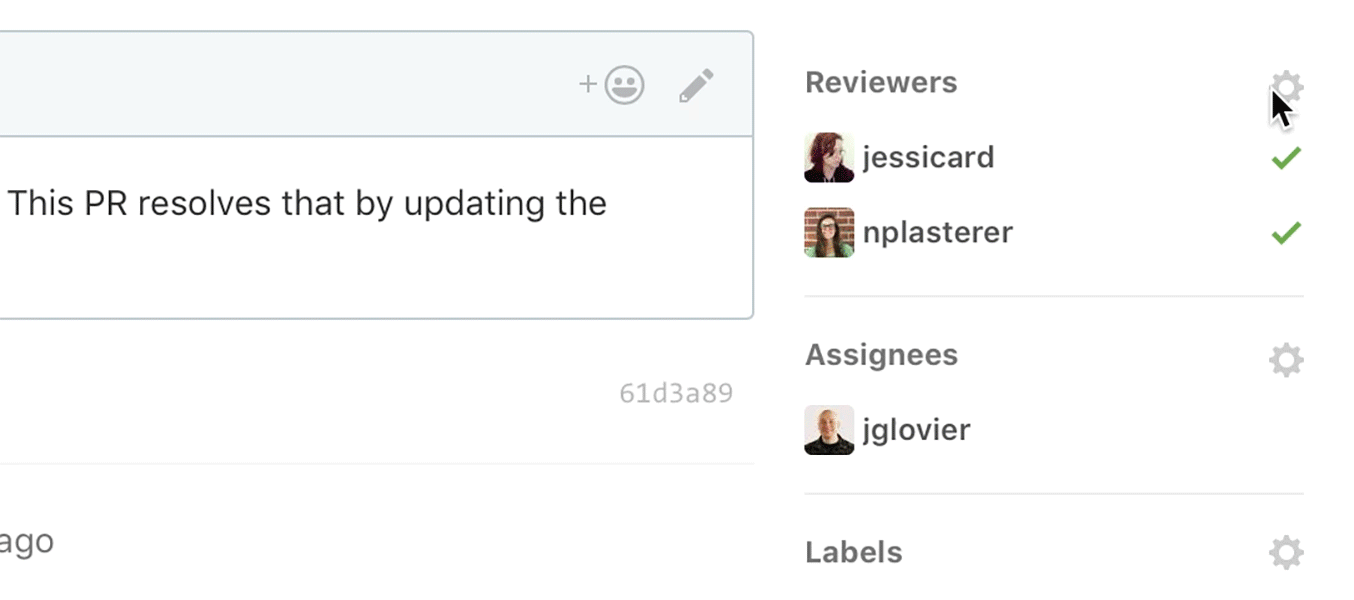 This PR resolves that by updating the
61d3a89
ago
Reviewers
jessicard
nplasterer
Assignees
jglovier
Labels